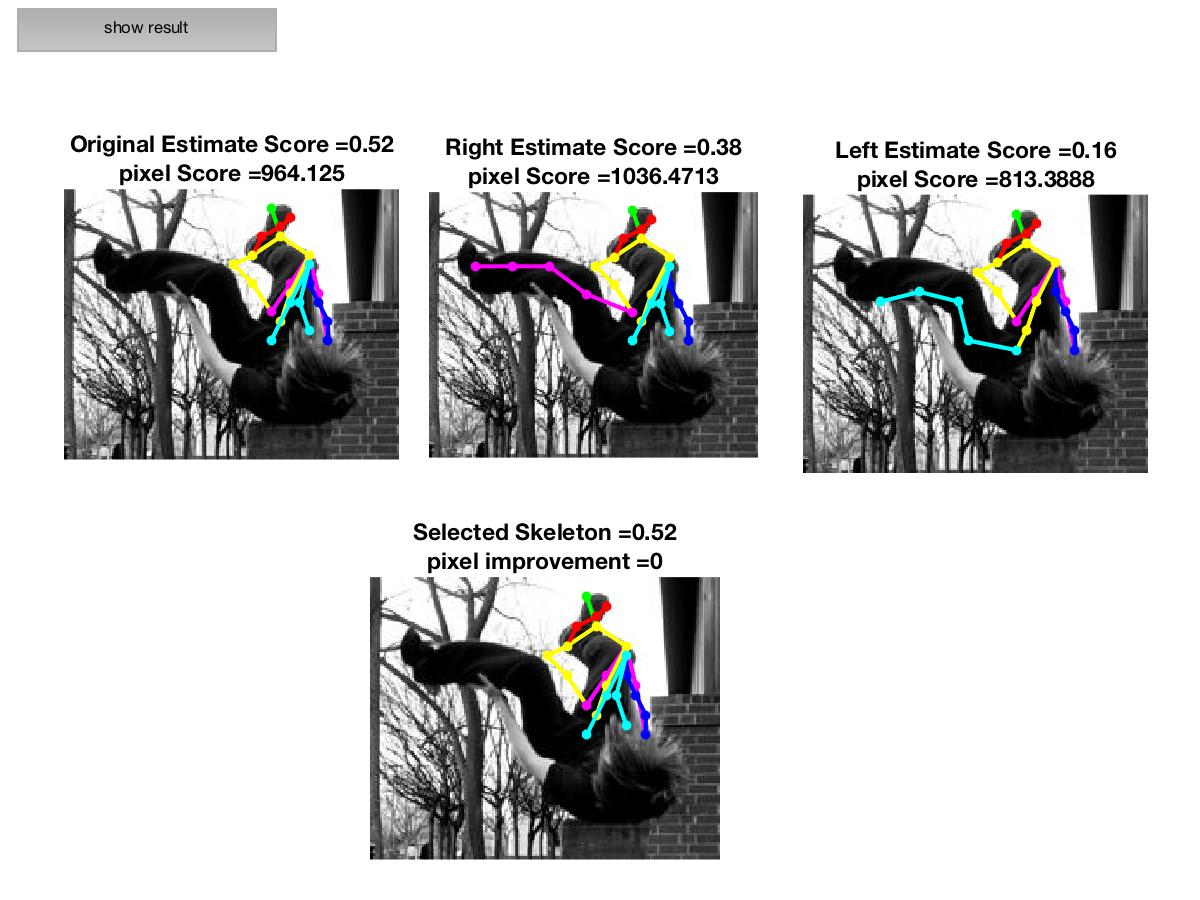 show result
Original Estimate Score =0.52
pixel Score =964.125
Right Estimate Score =0.38
pixel Score =1036.4713
Left Estimate Score =0.16
pixel Score =813.3888
Selected Skeleton =0.52
pixel improvement =0